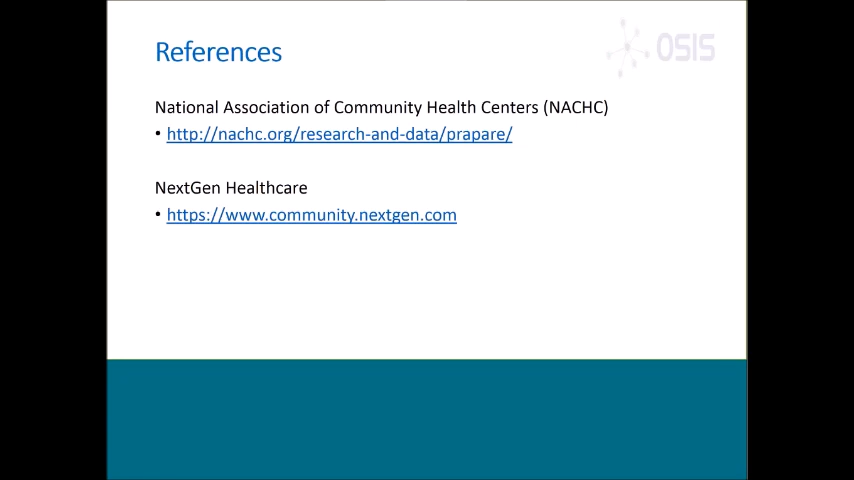 References
OSIS
National Association of Community Health Centers (NACHC)
• http://nachc.org/research-and-data/prapare/
NextGen Healthcare
• https://www.community.nextgen.com